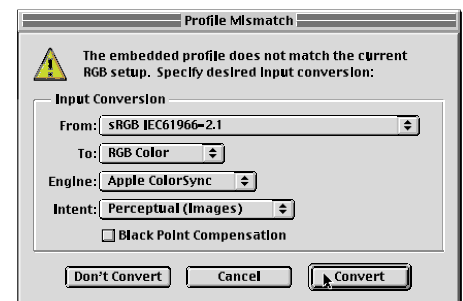 Profile Mismatch
The embedded profile does not match the current
RGB setup. Specify desired input conversion:
Input Conversion
From: sRGB IEC61966-2.1
To: RGB Color
Engine: Apple ColorSync
Intent: Perceptual (Images)
Black Point Compensation
Don't Convert Cancel Convert